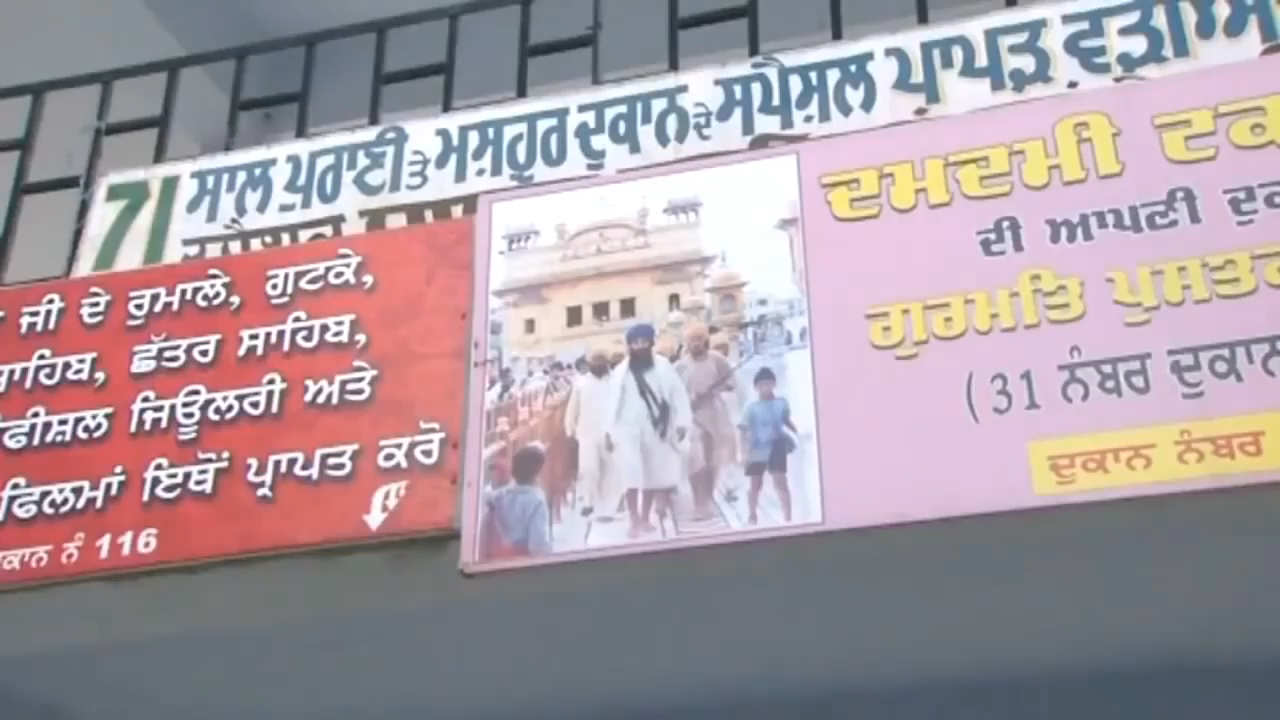 71 ਸਾਲ ਪੁਰਾਣੀ ਤੇ ਮਸ਼ਹੂਰ ਦੁਕਾਨ ਦੇ ਸਪੈਸ਼ਲ ਪਾਪੜ ਵੜੀਆਂ
ਜੀ ਦੇ ਰੁਮਾਲੇ, ਗੁਟਕੇ,
ਸਾਹਿਬ, ਛੱਤਰ ਸਾਹਿਬ,
ਜਿਊਲਰੀ ਅਤੇ
ਫਿਲਮਾਂ ਇਥੋਂ ਪ੍ਰਾਪਤ ਕਰੋ
ਨੰ 116
ਦਮਦਮੀ
ਦੀ ਆਪਣੀ
ਗੁਰਮਤਿ
(31 ਨੰਬਰ ਦੁਕਾਨ
ਦੁਕਾਨ ਨੰਬਰ